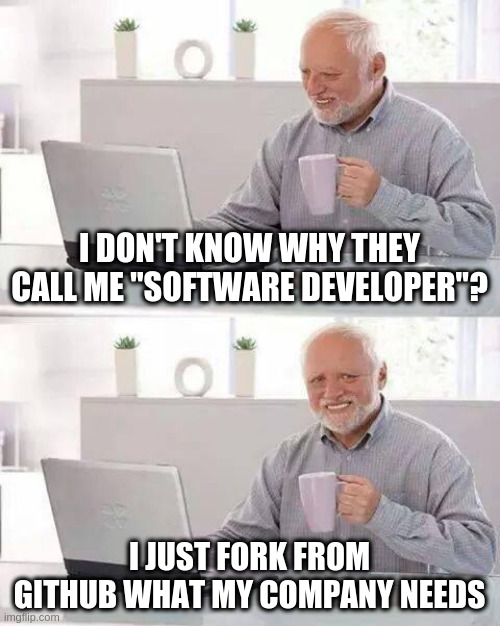 I DON'T KNOW WHY THEY
CALL ME "SOFTWARE DEVELOPER"?
I JUST FORK FROM
GITHUB WHAT MY COMPANY NEEDS
imgflip.com